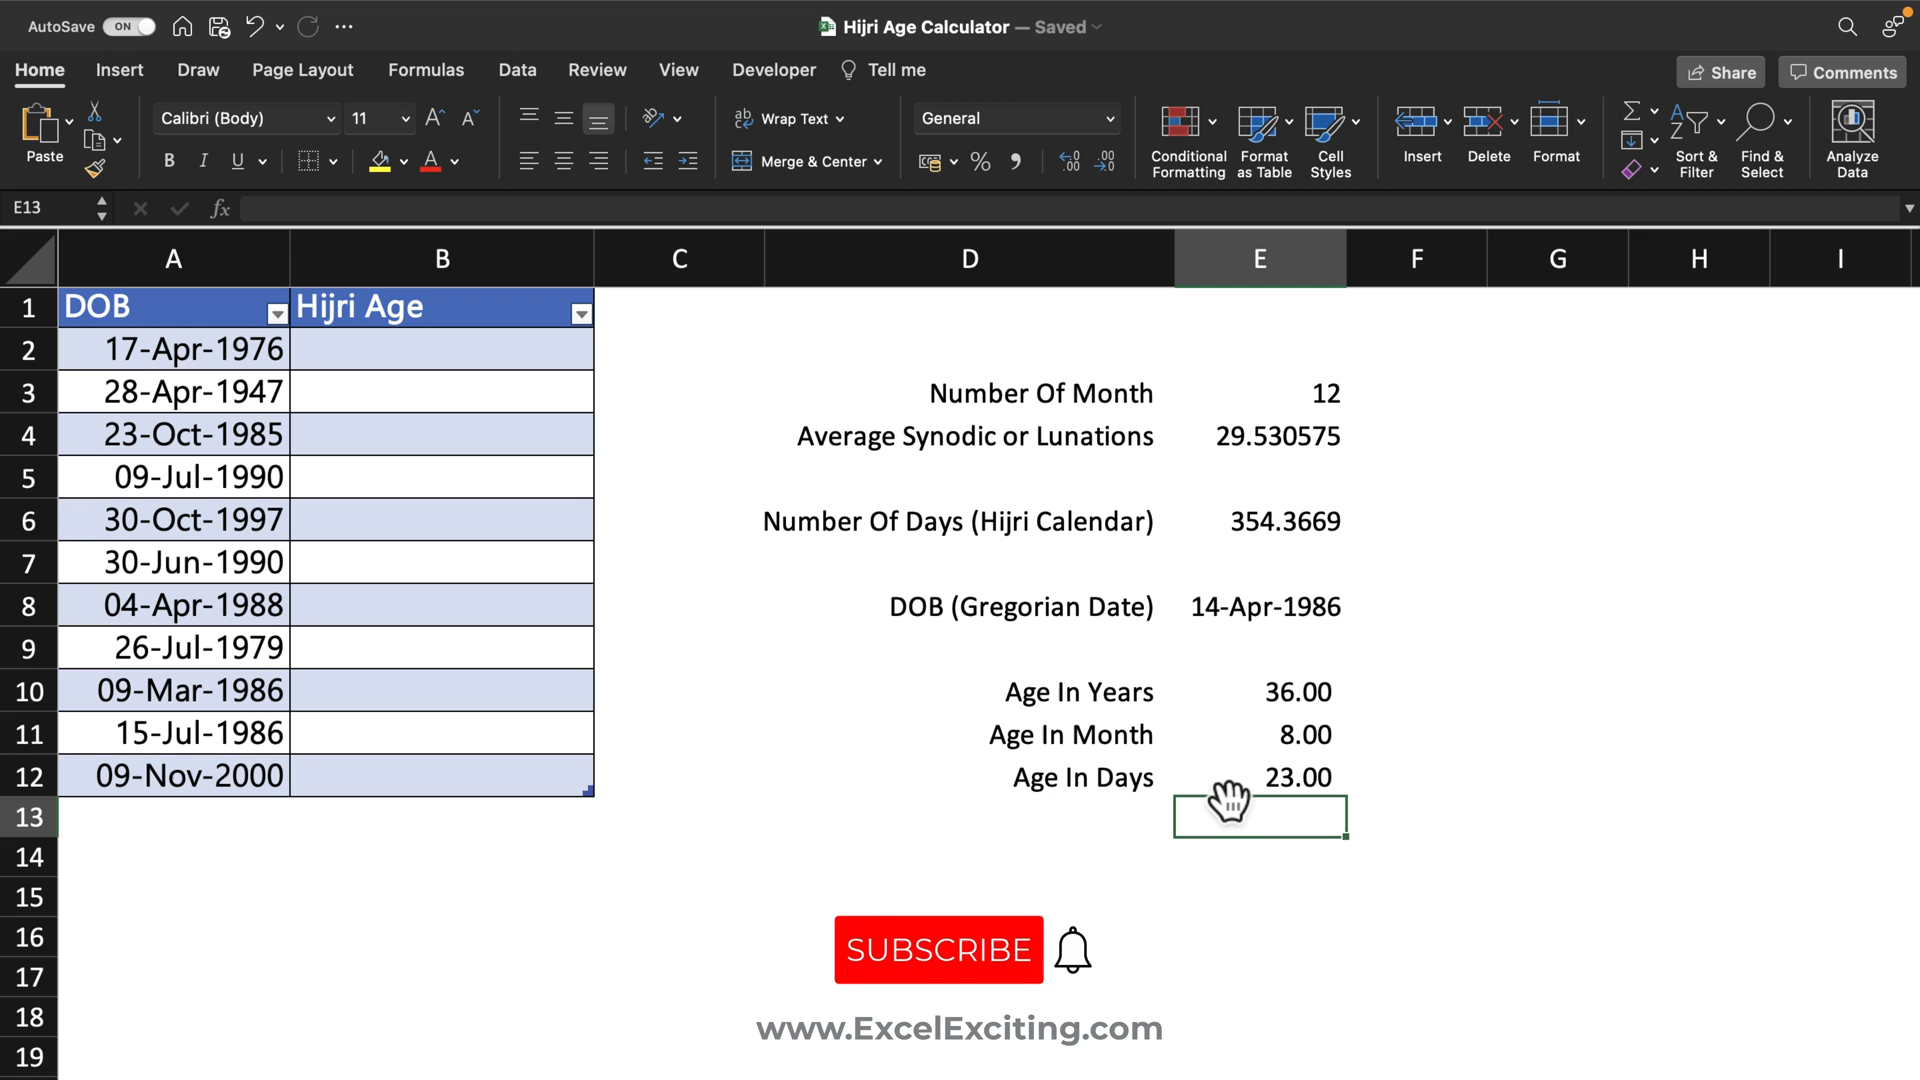 AutoSave ON Hijri Age Calculator — Saved
Home Insert Draw Page Layout Formulas Data Review View Developer Tell me Share Comments
Paste Calibri (Body) 11 A^ A˅ Wrap Text General Conditional Formatting Format as Table Cell Styles Insert Delete Format Sort & Filter Find & Select Analyze Data
B I U A Merge & Center % 
E13 fx
A B C D E F G H I
1 DOB Hijri Age
2 17-Apr-1976
3 28-Apr-1947 Number Of Month 12
4 23-Oct-1985 Average Synodic or Lunations 29.530575
5 09-Jul-1990
6 30-Oct-1997 Number Of Days (Hijri Calendar) 354.3669
7 30-Jun-1990
8 04-Apr-1988 DOB (Gregorian Date) 14-Apr-1986
9 26-Jul-1979
10 09-Mar-1986 Age In Years 36.00
11 15-Jul-1986 Age In Month 8.00
12 09-Nov-2000 Age In Days 23.00
13
14
15
16
SUBSCRIBE
17
18
www.ExcelExciting.com
19